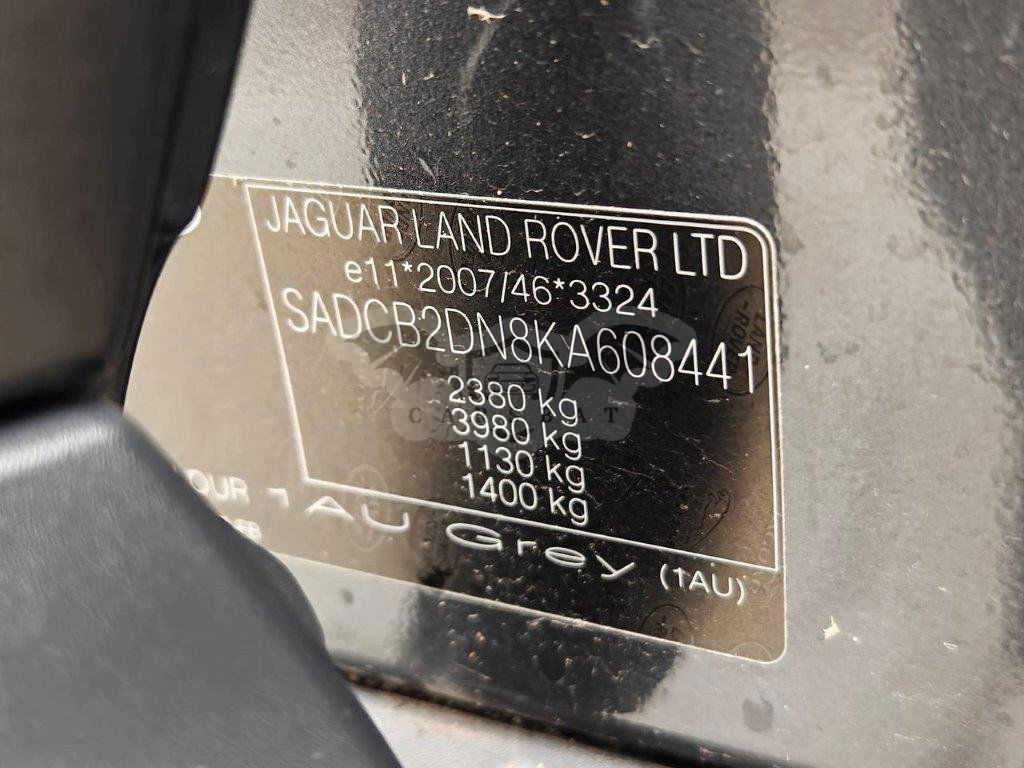 JAGUAR LAND ROVER LTD
e11*2007/46*3324
SADCB2DN8KA608441
2380 kg
3980 kg
1130 kg
1400 kg
OUR 1AU Grey (1AU)